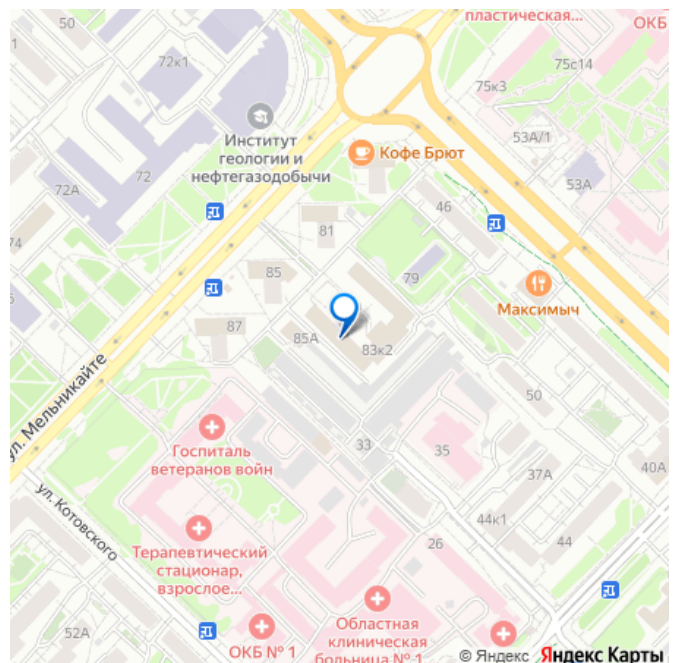 50
пластическая...
ОКБ
72к1
75с14
75к3
Институт
геологии и
нефтегазодобычи
Кофе Брют
53А/1
72
72А
53А
46
81
74
85
79
Максимыч
87
85А
83к2
ул. Мельникайте
50
Госпиталь
ветеранов войн
33
35
37А
40А
ул. Котовского
44к1
Терапевтический
стационар,
взрослое...
26
44
Областная
клиническая
больница № 1
52А
ОКБ № 1
© Яндекс Яндекс Карты